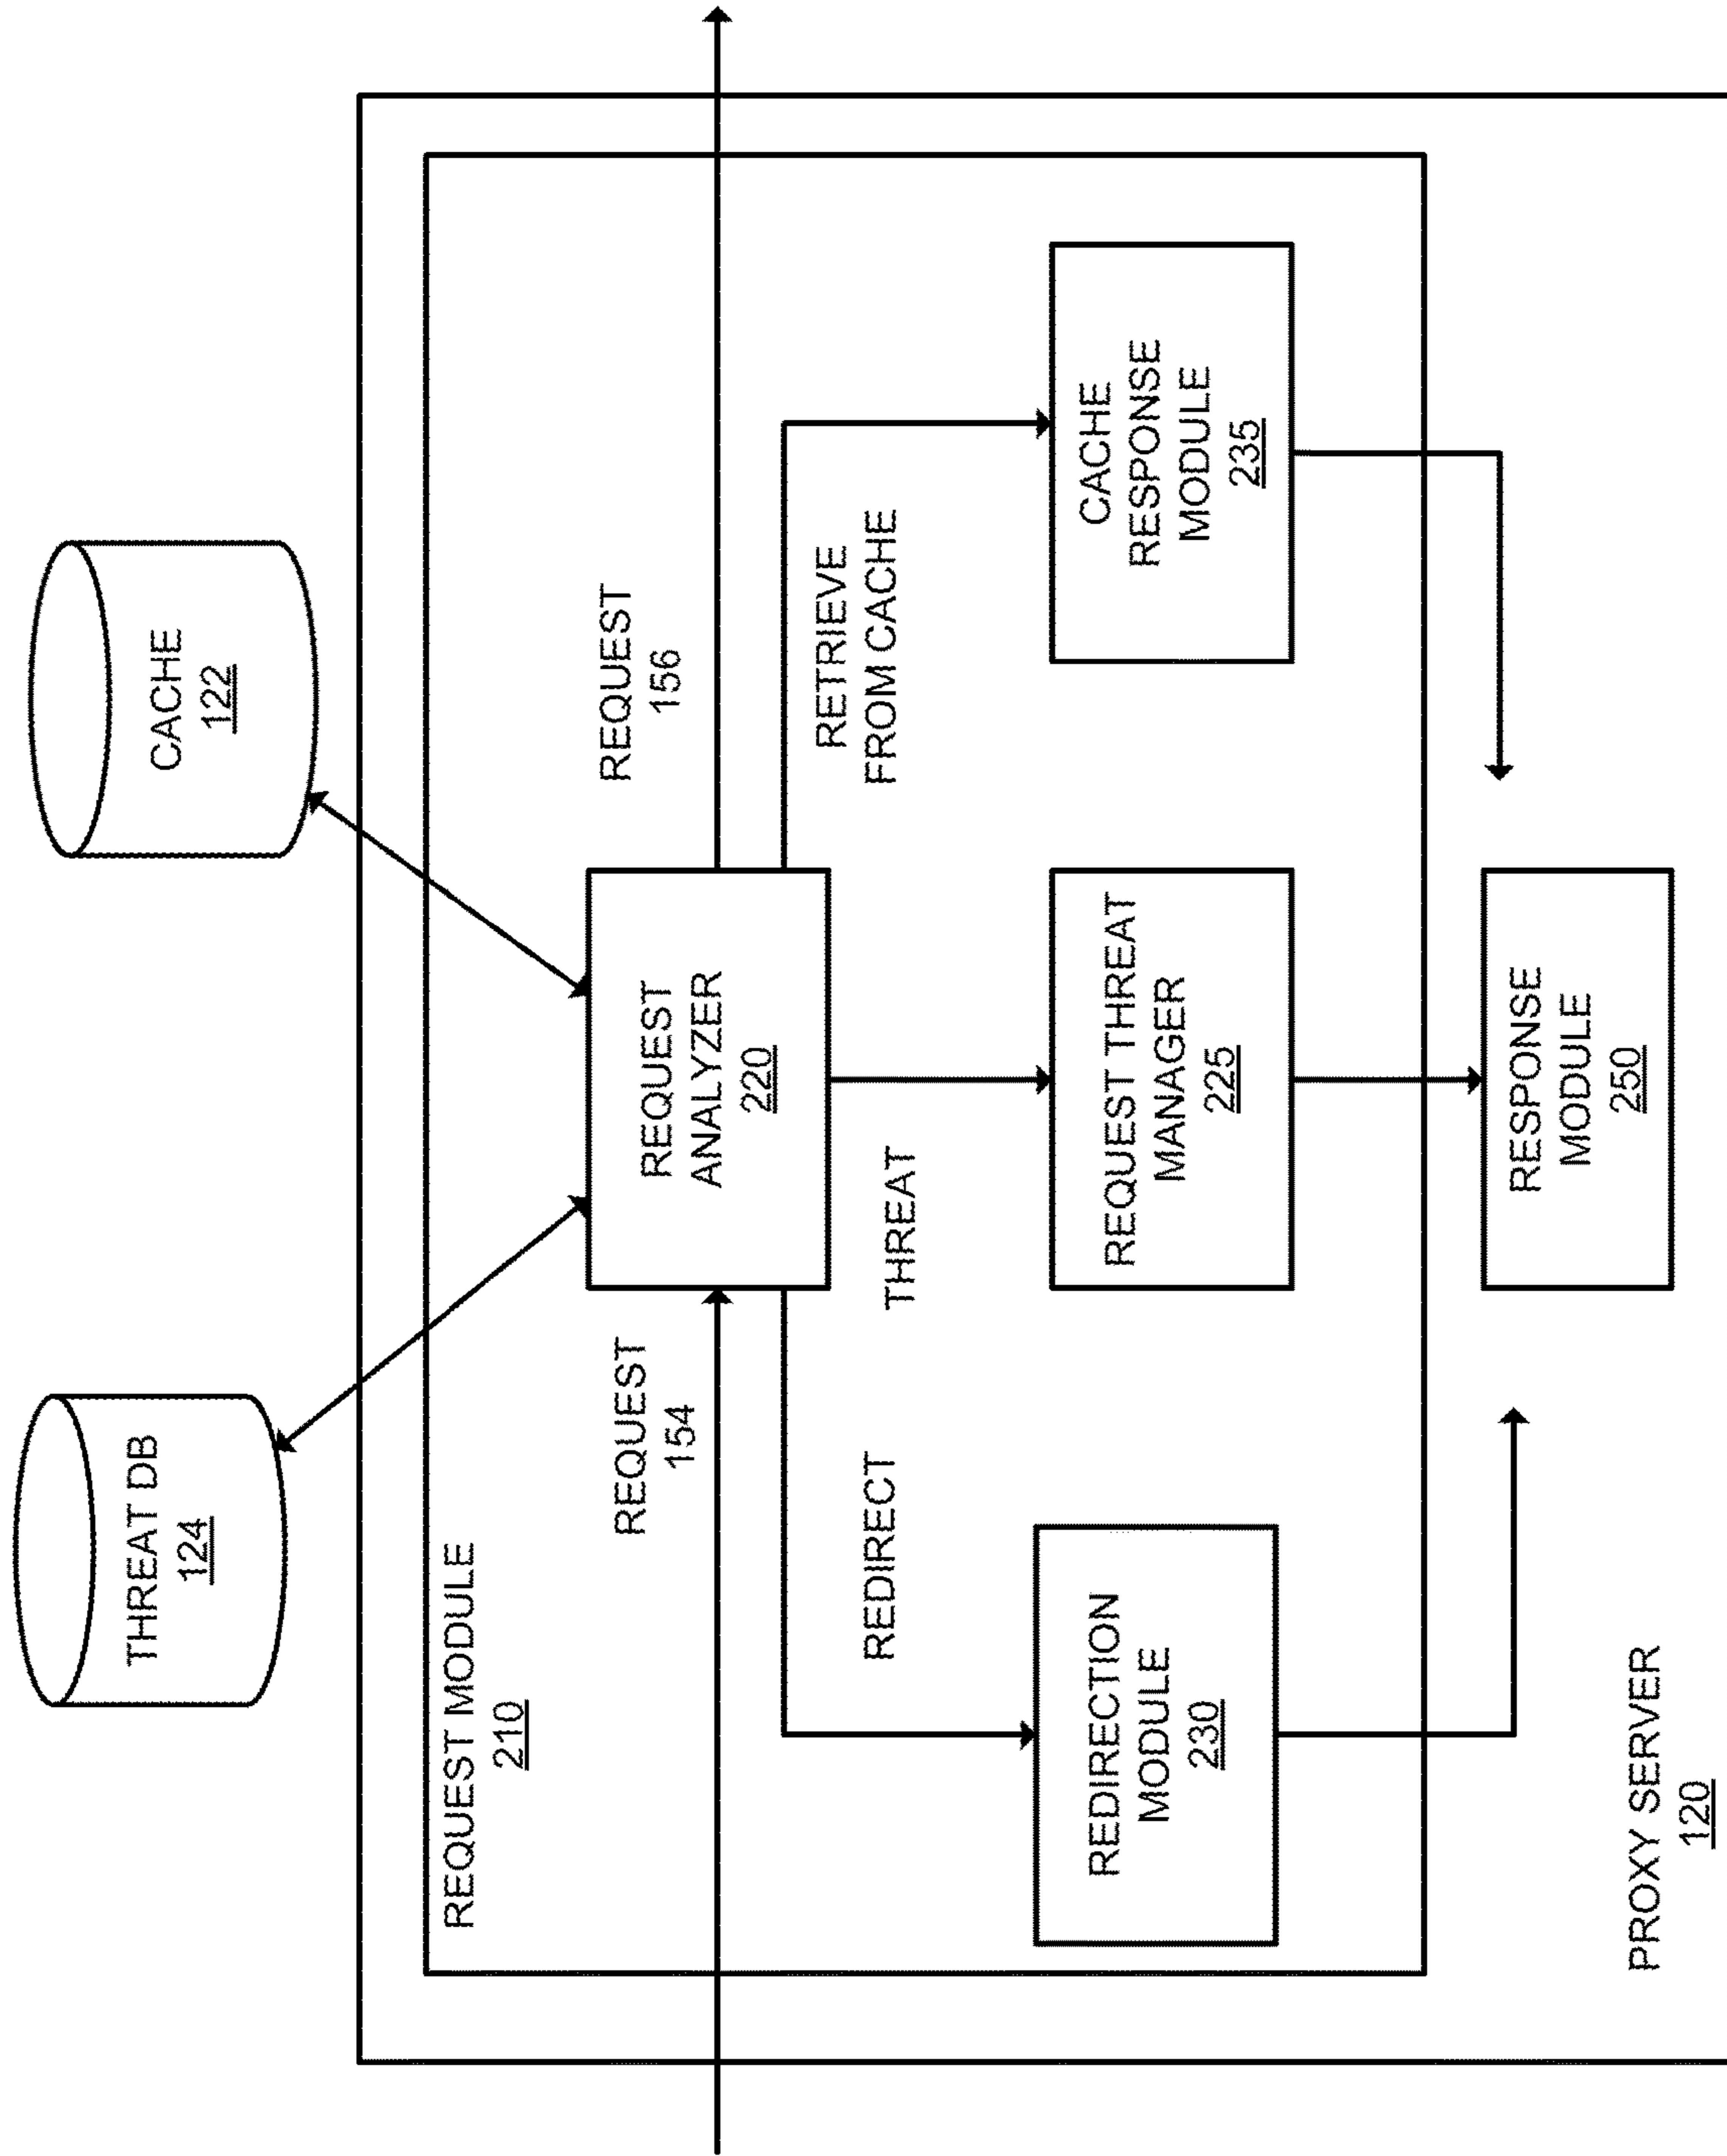 THREAT DB
124
CACHE
122
REQUEST MODULE
210
REQUEST
154
REQUEST
ANALYZER
220
REQUEST
156
REDIRECT
THREAT
RETRIEVE
FROM CACHE
REDIRECTION
MODULE
230
REQUEST THREAT
MANAGER
225
CACHE
RESPONSE
MODULE
235
RESPONSE
MODULE
250
PROXY SERVER
120